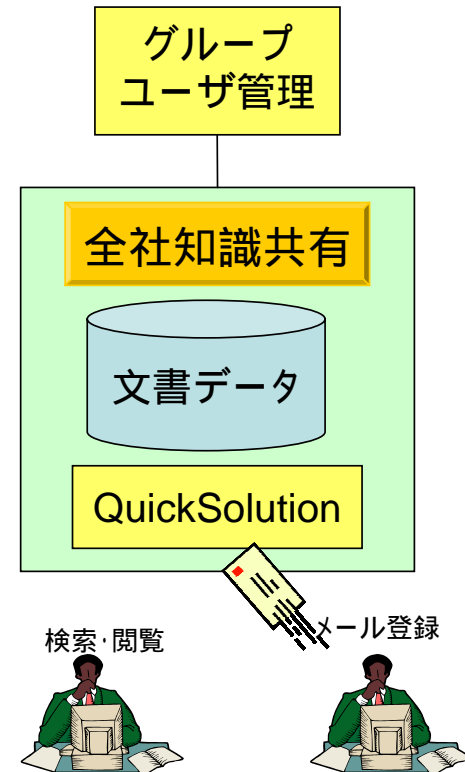 グループ
ユーザ管理
全社知識共有
文書データ
QuickSolution
メール登録
検索・閲覧